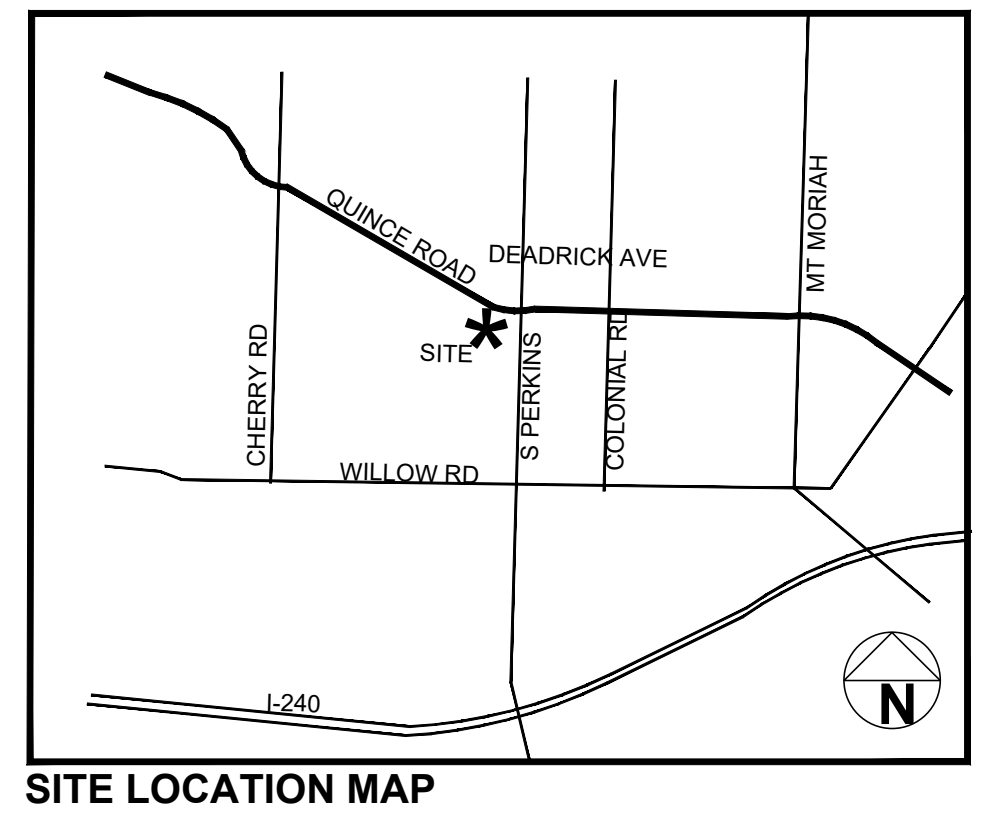 QUINCE ROAD
DEADRICK AVE
MT MORIAH
SITE
CHERRY RD
S PERKINS
COLONIAL RD
WILLOW RD
I-240
N
SITE LOCATION MAP